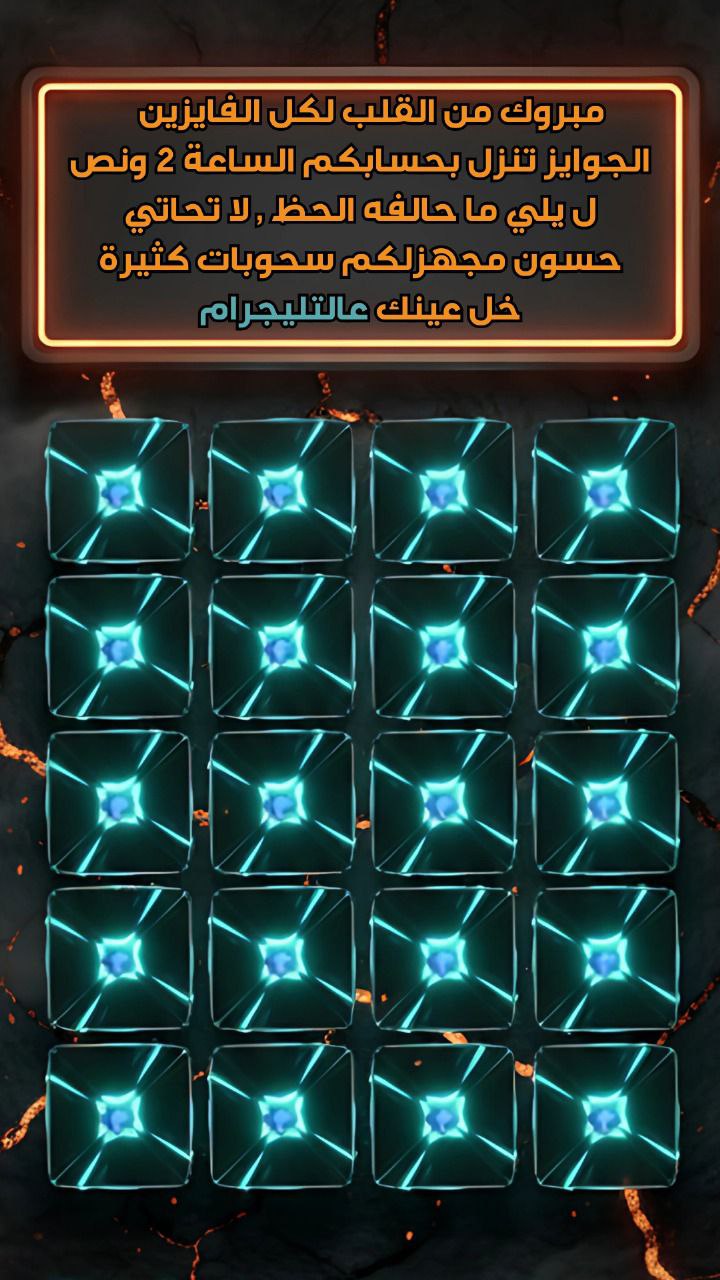 مبروك من القلب لكل الفايزين
الجوايز تنزل بحسابكم الساعة 2 ونص
ل يلي ما حالفه الحظ , لا تحاتي
حسون مجهزلكم سحوبات كثيرة
خل عينك عالتليجرام